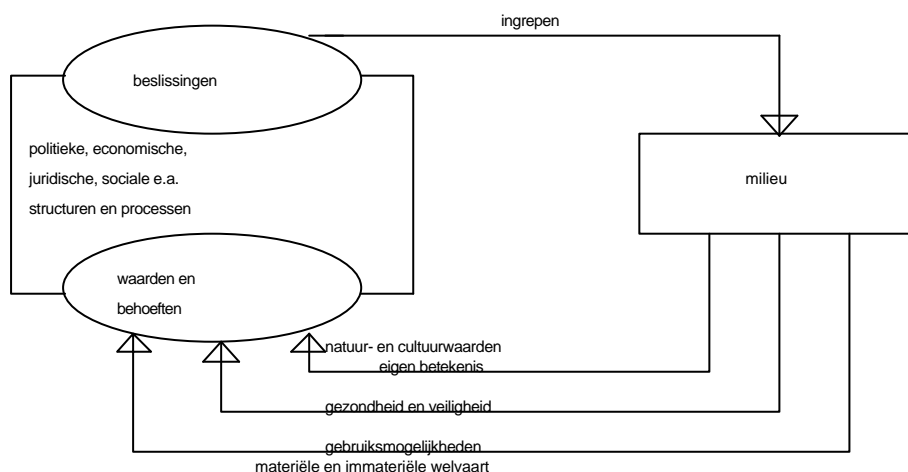 ingrepen
beslissingen
politieke, economische,
juridische, sociale e.a.
structuren en processen
milieu
waarden en
behoeften
natuur- en cultuurwaarden
eigen betekenis
gezondheid en veiligheid
gebruiksmogelijkheden
materiële en immateriële welvaart